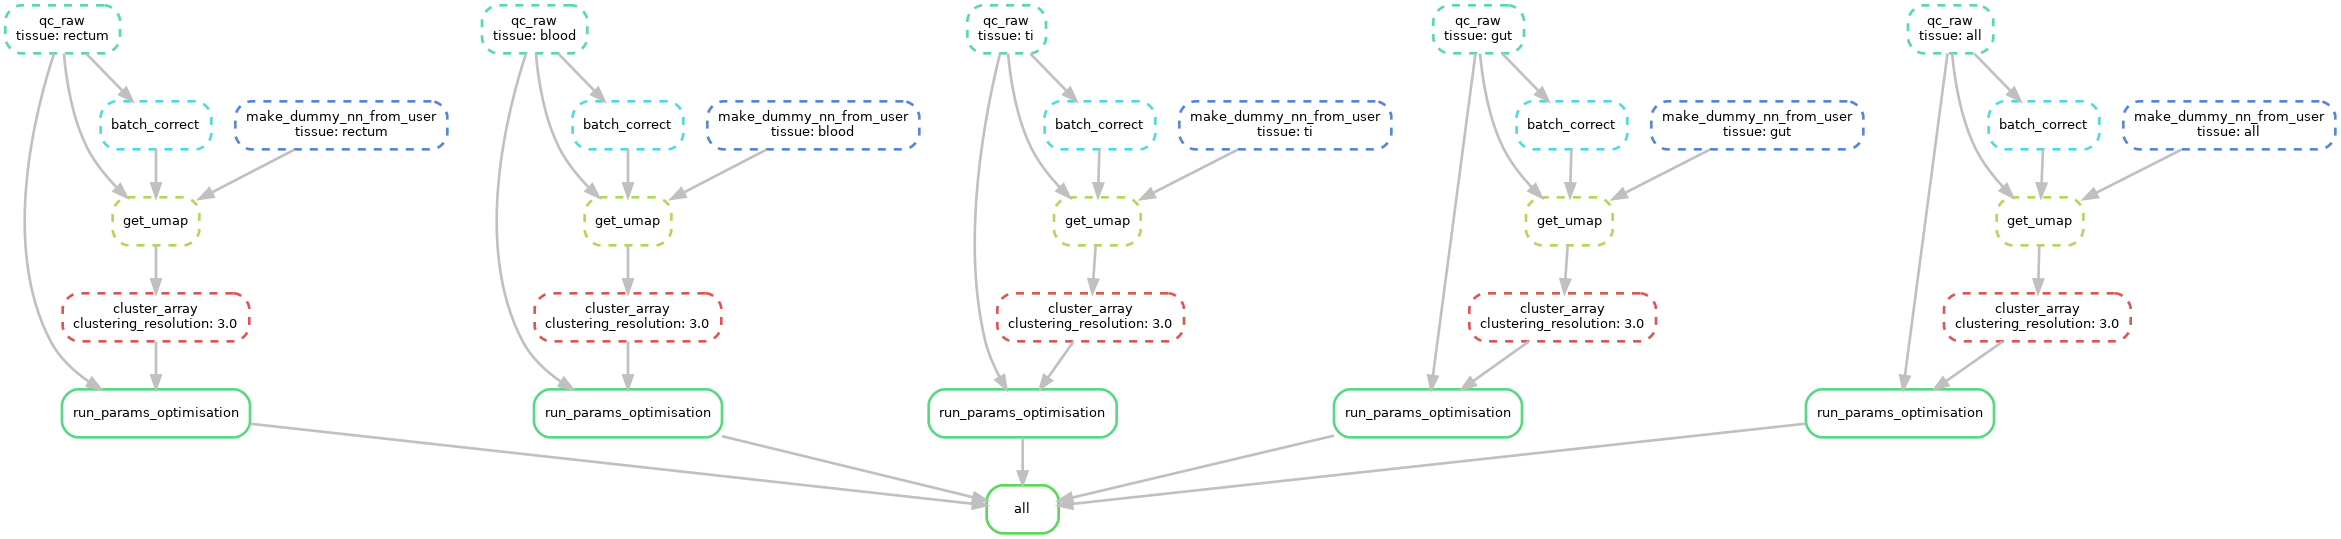 qc_raw
tissue: rectum
qc_raw
tissue: blood
qc_raw
tissue: ti
qc_raw
tissue: gut
qc_raw
tissue: all
batch_correct
make_dummy_nn_from_user
tissue: rectum
batch_correct
make_dummy_nn_from_user
tissue: blood
batch_correct
make_dummy_nn_from_user
tissue: ti
batch_correct
make_dummy_nn_from_user
tissue: gut
batch_correct
make_dummy_nn_from_user
tissue: all
get_umap
get_umap
get_umap
get_umap
get_umap
cluster_array
clustering_resolution: 3.0
cluster_array
clustering_resolution: 3.0
cluster_array
clustering_resolution: 3.0
cluster_array
clustering_resolution: 3.0
cluster_array
clustering_resolution: 3.0
run_params_optimisation
run_params_optimisation
run_params_optimisation
run_params_optimisation
run_params_optimisation
all